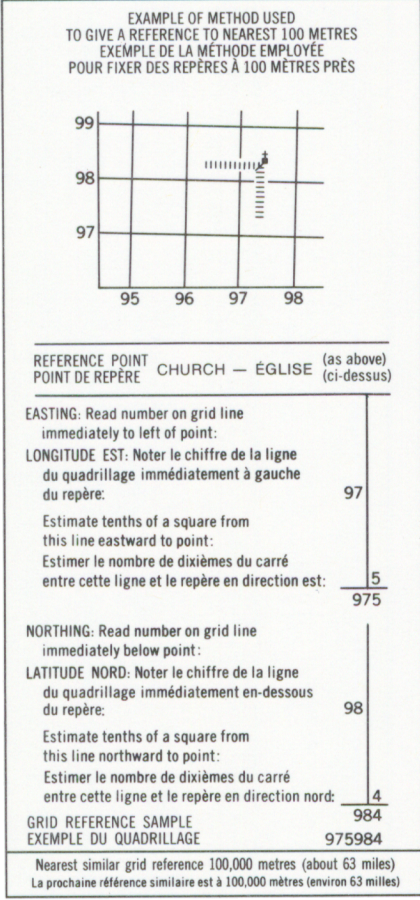 EXAMPLE OF METHOD USED
TO GIVE A REFERENCE TO NEAREST 100 METRES
EXEMPLE DE LA MÉTHODE EMPLOYÉE
POUR FIXER DES REPÈRES À 100 MÈTRES PRÈS
99
98
97
95 96 97 98
REFERENCE POINT
POINT DE REPÈRE
CHURCH — ÉGLISE
(as above)
(ci-dessus)
EASTING: Read number on grid line
immediately to left of point:
LONGITUDE EST: Noter le chiffre de la ligne
du quadrillage immédiatement à gauche
du repère: 97
Estimate tenths of a square from
this line eastward to point:
Estimer le nombre de dixièmes du carré
entre cette ligne et le repère en direction est: 5
975
NORTHING: Read number on grid line
immediately below point:
LATITUDE NORD: Noter le chiffre de la ligne
du quadrillage immédiatement en-dessous
du repère: 98
Estimate tenths of a square from
this line northward to point:
Estimer le nombre de dixièmes du carré
entre cette ligne et le repère en direction nord: 4
984
GRID REFERENCE SAMPLE
EXEMPLE DU QUADRILLAGE 975984
Nearest similar grid reference 100,000 metres (about 63 miles)
La prochaine référence similaire est à 100,000 mètres (environ 63 milles)